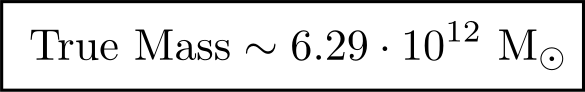 True Mass ∼ 6.29 · 10¹² M☉